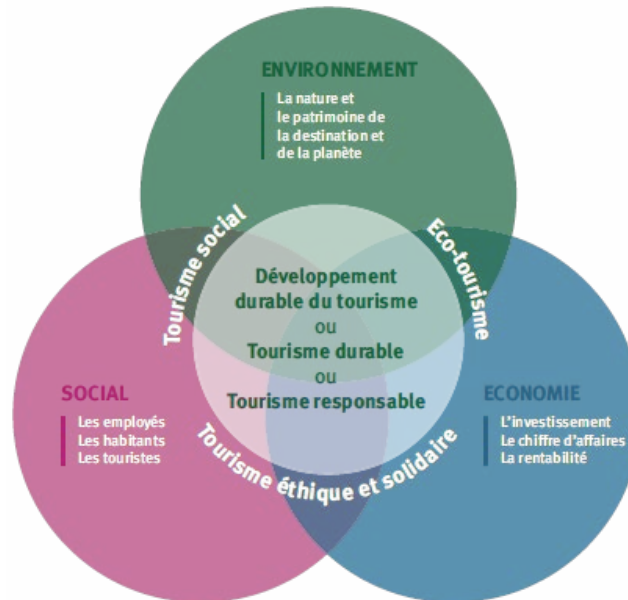 ENVIRONNEMENT
La nature et
le patrimoine de
la destination et
de la planète
Tourisme social
Eco-tourisme
Développement
durable du tourisme
ou
Tourisme durable
ou
Tourisme responsable
SOCIAL
Les employés
Les habitants
Les touristes
ECONOMIE
L'investissement
Le chiffre d'affaires
La rentabilité
Tourisme éthique et solidaire